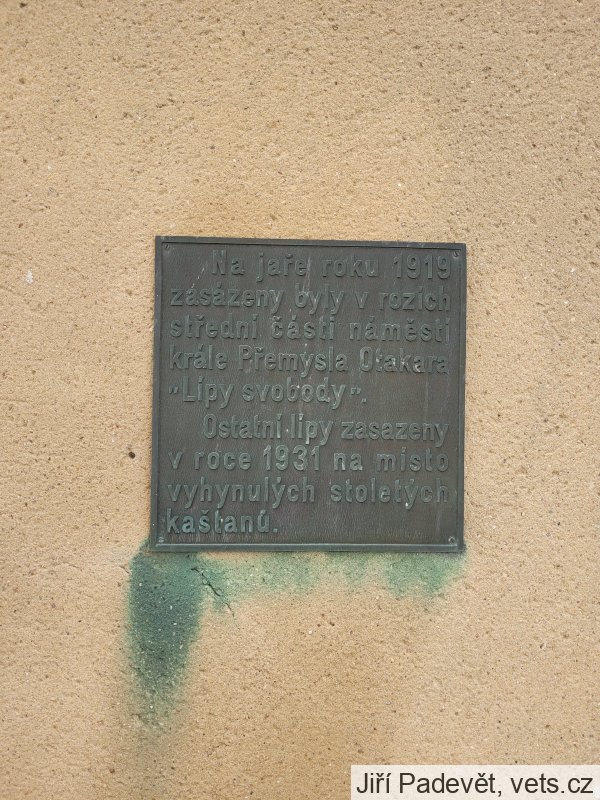 Na jaře roku 1919
zasázeny byly v rozích
střední části náměstí
krále Přemysla Otakara
„Lípy svobody".
Ostatní lípy zasazeny
v roce 1931 na místo
vyhynulých stoletých
kaštanů.
Jiří Padevět, vets.cz